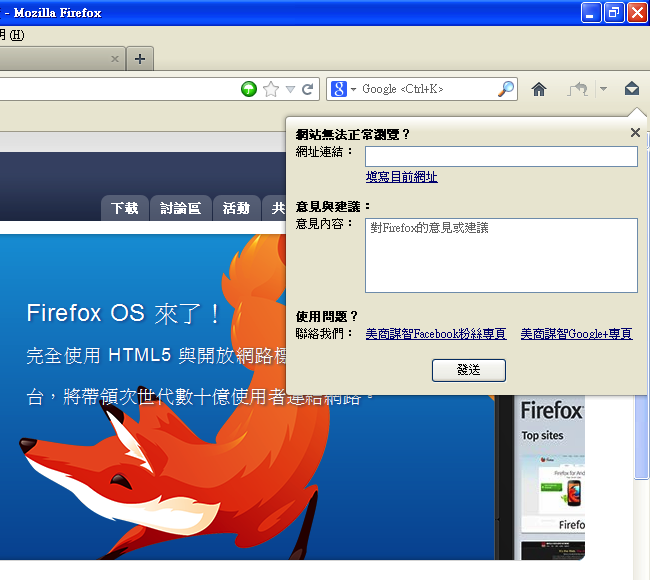 - Mozilla Firefox
明 (H)
Google <Ctrl+K>
網站無法正常瀏覽？
網址連結：
填寫目前網址
意見與建議：
意見內容：
對Firefox的意見或建議
使用問題？
聯絡我們：
美商謀智Facebook粉絲專頁
美商謀智Google+專頁
發送
下載
討論區
活動
共
Firefox OS 來了！
完全使用 HTML5 與開放網路標
台，將帶領次世代數十億使用者連結網路。
Firefox
Top sites
Firefox for And
Firef